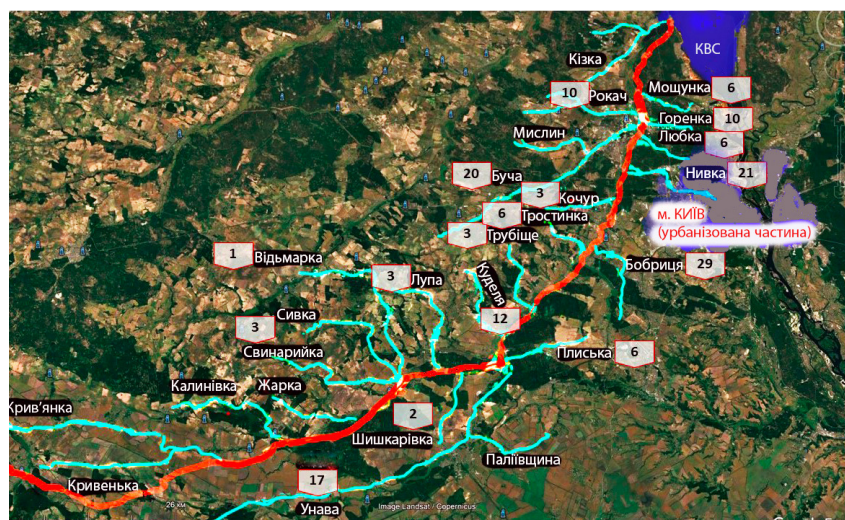 КВС
Кізка
Мощунка
6
10
Рокач
Горенка
10
Мислин
Любка
6
20
Буча
Нивка
21
3
Кочур
6
Тростинка
м. КИЇВ
(урбанізована частина)
3
Трубіще
1
Відьмарка
Бобриця
29
3
Лупа
Куделя
Сивка
12
3
Свинарийка
Плиська
6
Калинівка
Жарка
Крив’янка
2
Шишкарівка
Паліївщина
Кривенька
17
Унава
26 км
Image Landsat / Copernicus